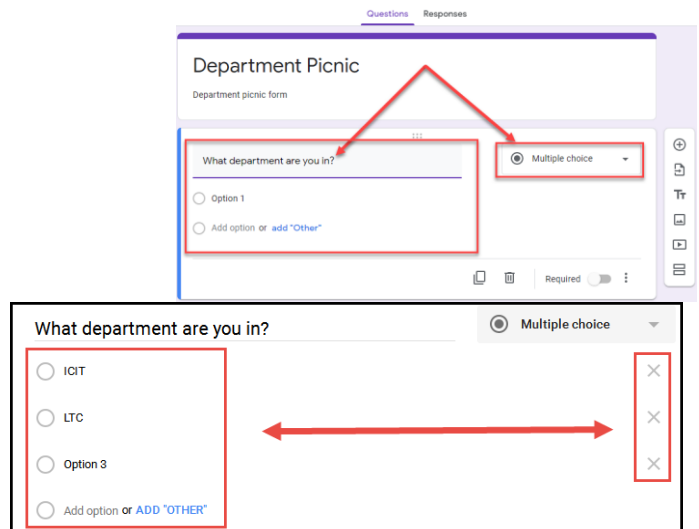 Questions Responses
Department Picnic
Department picnic form
What department are you in? Multiple choice
Option 1
Add option or add "Other"
Tт
Required
What department are you in? Multiple choice
ICIT
LTC
Option 3
Add option or ADD "OTHER"